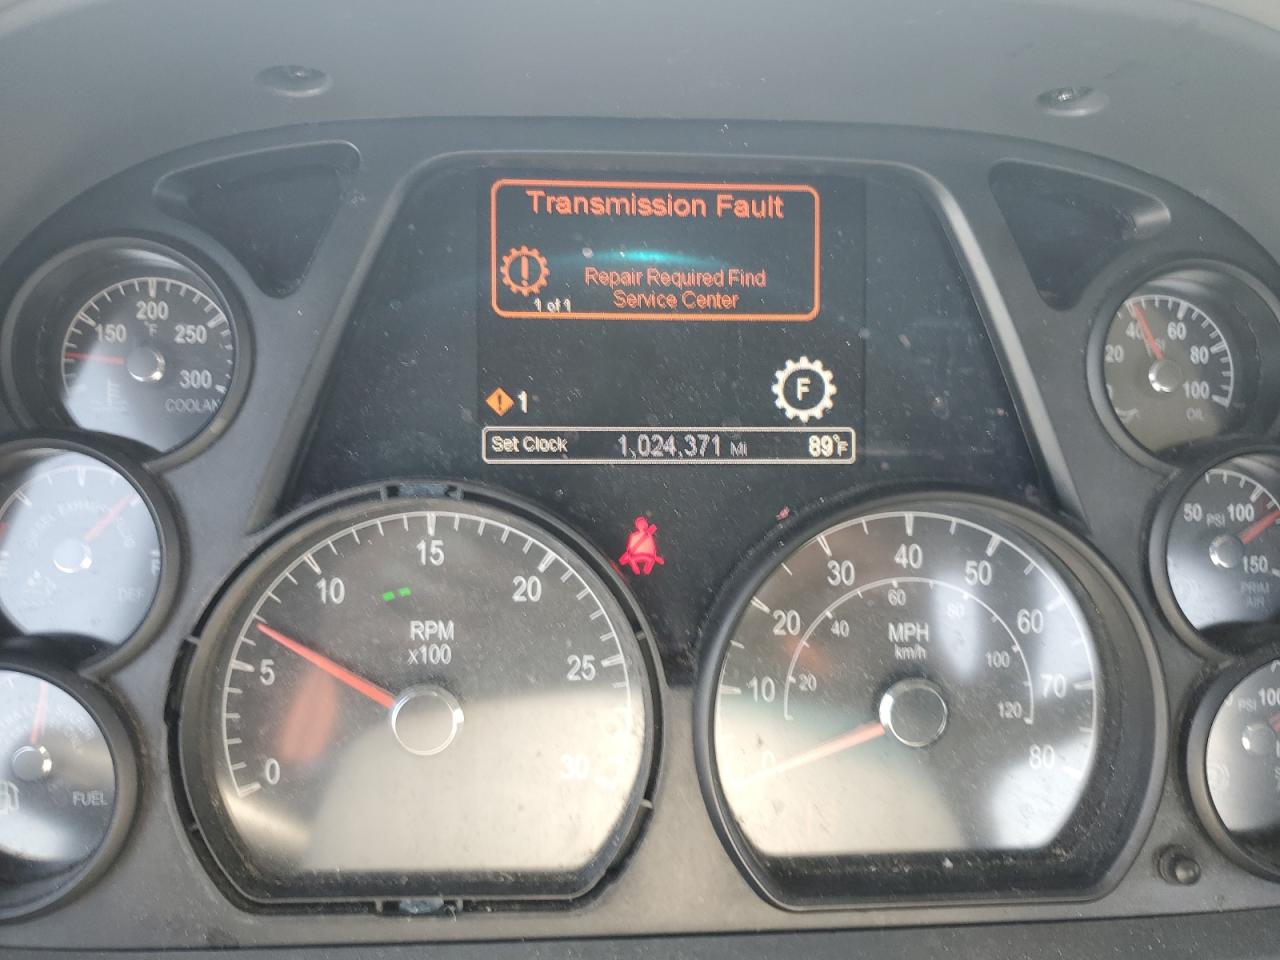 Transmission Fault
Repair Required Find
Service Center
1 of 1
1
F
Set Clock 1,024,371 Mi 89°F
150 200 250 300
°F
COOLAN
20 40 60 80 100
OIL
DEF
50 PSI 100
150
PRIM
AIR
FUEL
PSI 100
0 5 10 15 20 25 30
RPM
x100
0 10 20 30 40 50 60 70 80
MPH
km/h
20 40 60 80 100 120